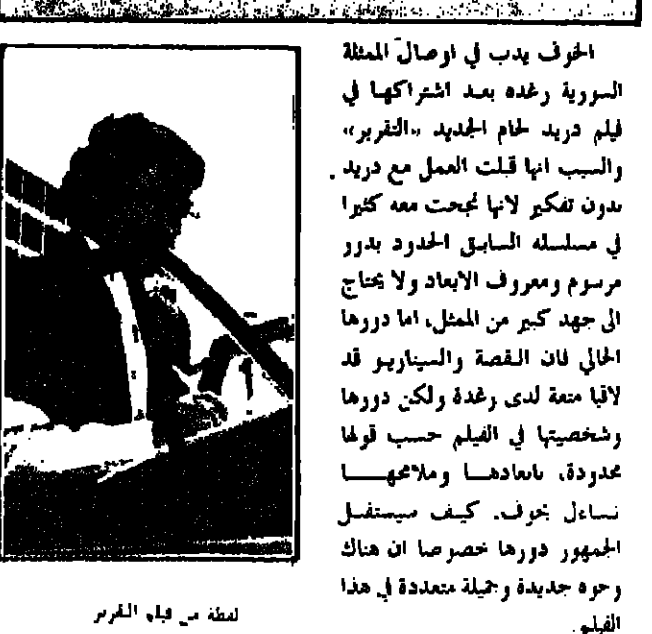 الخوف يدب في اوصال الممثلة
السورية رغده بعد اشتراكها في
فيلم دريد لحام الجديد «التقرير»
والسبب انها قبلت العمل مع دريد
بدون تفكير لانها نجحت معه كثيرا
في مسلسله السابق الحدود بدور
مرسوم ومعروف الابعاد ولا يحتاج
الى جهد كبير من الممثل، اما دورها
الحالي فان القصة والسيناريو قد
لاقيا متعة لدى رغدة ولكن دورها
وشخصيتها في الفيلم حسب قولها
محدودة، بابعادها وملامحها
تساءل بخوف. كيف سيستقبل
الجمهور دورها خصوصا ان هناك
وجوه جديدة وجميلة متعددة في هذا
الفيلم.
لقطة من فيلم التقرير